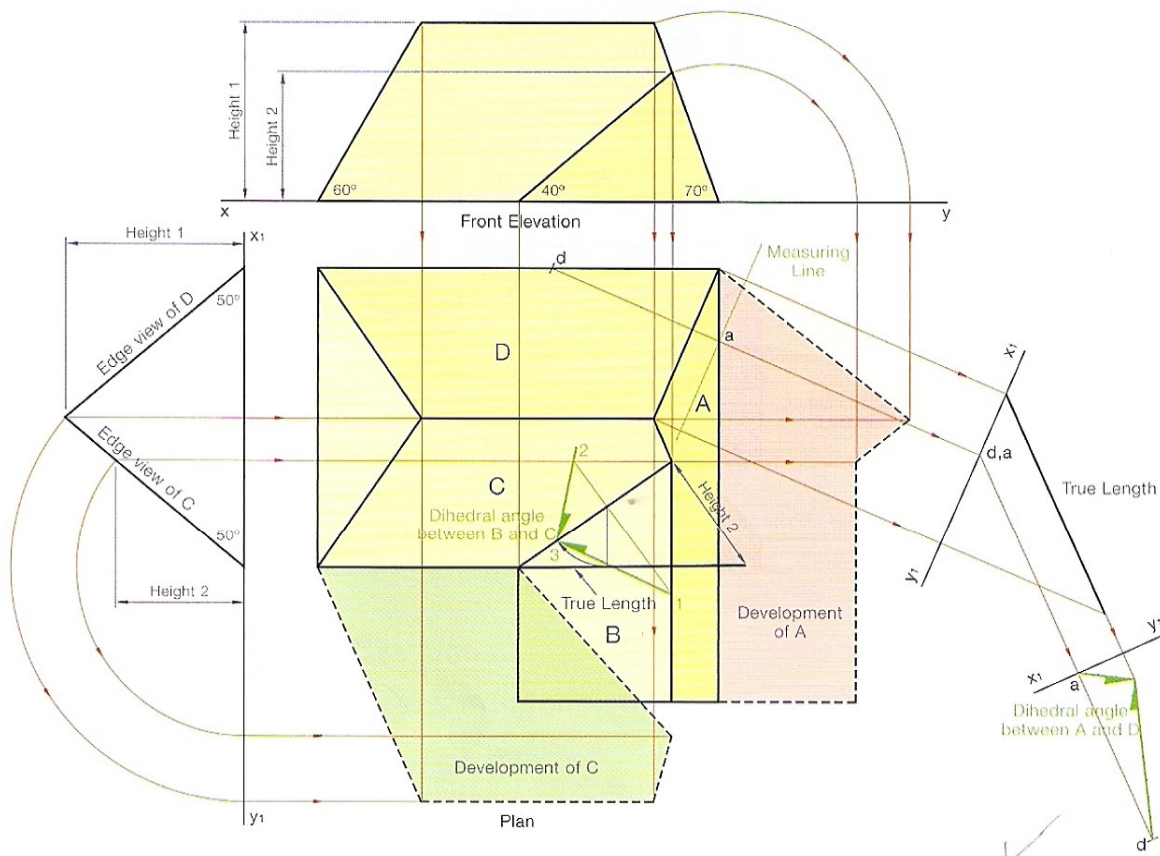 Height 1
Height 2
60°
40°
70°
x
Front Elevation
y
Height 1
x1
Measuring
Line
d
50°
Edge view of D
a
D
A
x1
Edge view of C
C
2
Height 2
d,a
True Length
50°
Dihedral angle
between B and C
3
1
y1
Height 2
True Length
B
Development
of A
y1
x1
a
Dihedral angle
between A and D
Development of C
y1
Plan
d